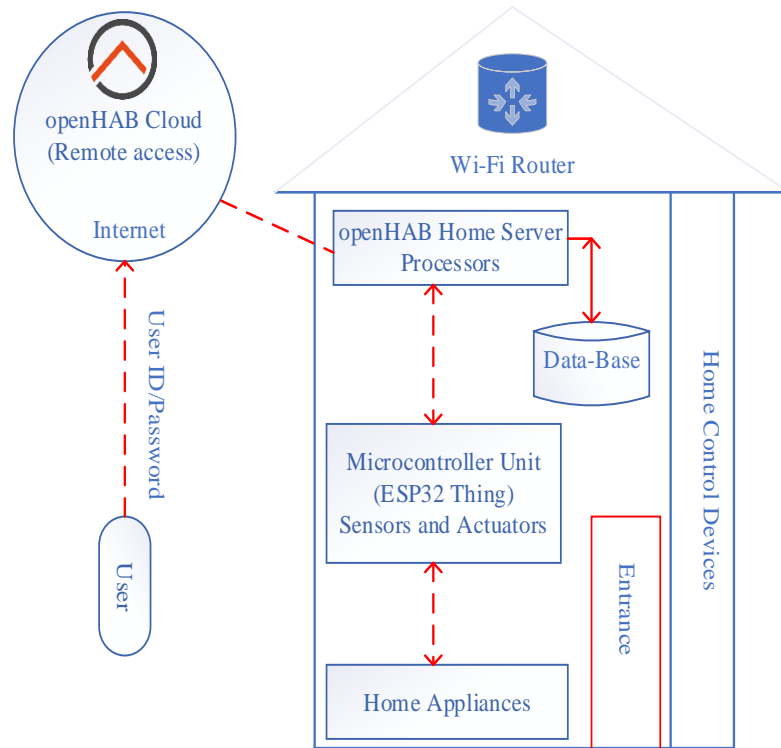 openHAB Cloud
(Remote access)
Internet
User ID/Password
User
Wi-Fi Router
openHAB Home Server
Processors
Data-Base
Microcontroller Unit
(ESP32 Thing)
Sensors and Actuators
Home Appliances
Entrance
Home Control Devices